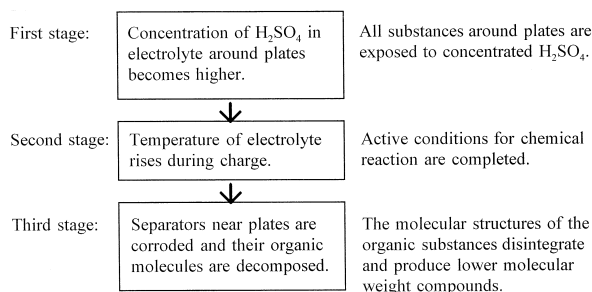 First stage:
Concentration of H₂SO₄ in
electrolyte around plates
becomes higher.
All substances around plates are
exposed to concentrated H₂SO₄.
Second stage:
Temperature of electrolyte
rises during charge.
Active conditions for chemical
reaction are completed.
Third stage:
Separators near plates are
corroded and their organic
molecules are decomposed.
The molecular structures of the
organic substances disintegrate
and produce lower molecular
weight compounds.